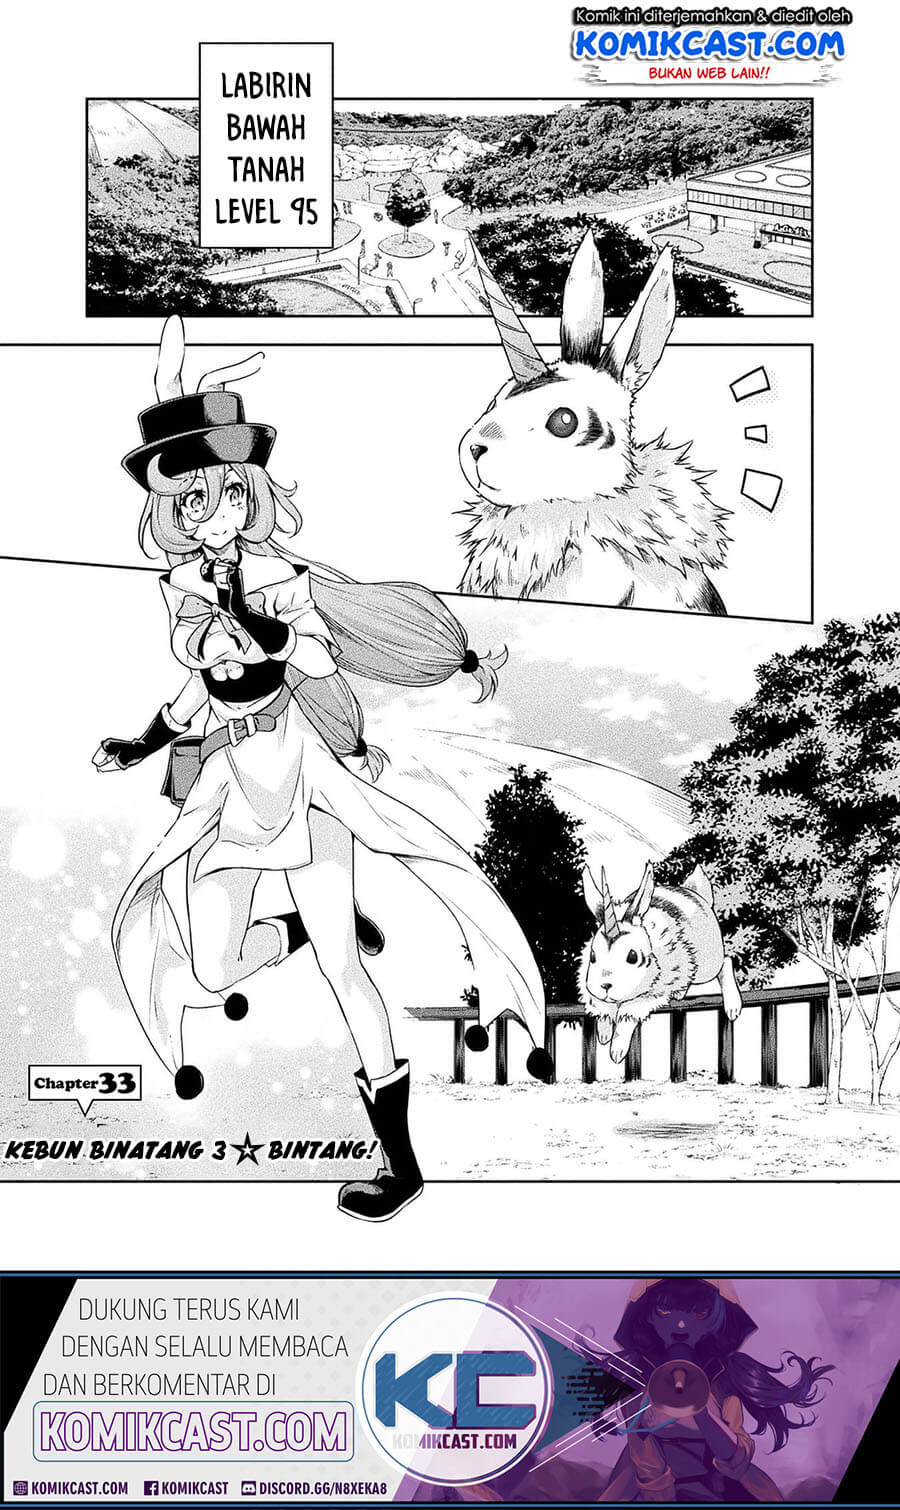 Komik ini diterjemahkan & diedit oleh
KOMIKCAST.COM
BUKAN WEB LAIN!!
LABIRIN
BAWAH
TANAH
LEVEL 95
Chapter 33
KEBUN BINATANG 3☆BINTANG!
DUKUNG TERUS KAMI
DENGAN SELALU MEMBACA
DAN BERKOMENTAR DI
KOMIKCAST.COM
KC
KOMIKCAST.COM
KOMIKCAST.COM KOMIKCAST DISCORD.GG/N8XEKA8